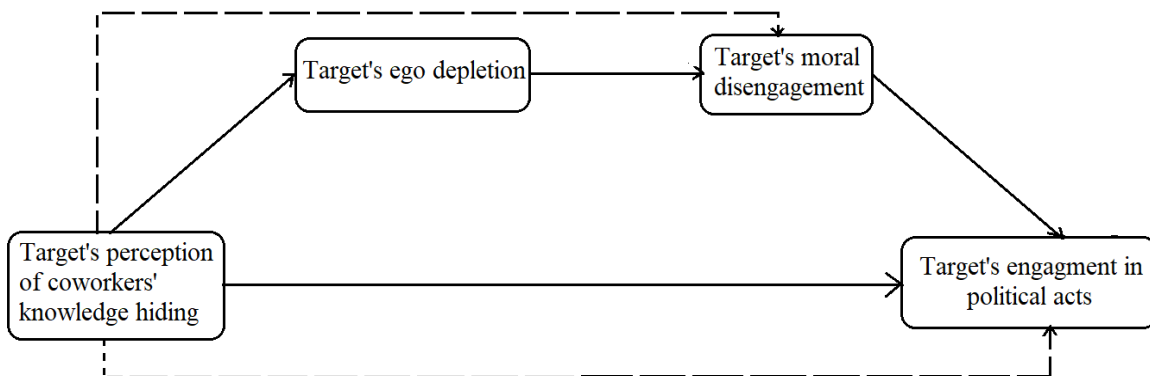 Target's ego depletion
Target's moral
disengagement
Target's perception
of coworkers'
knowledge hiding
Target's engagment in
political acts